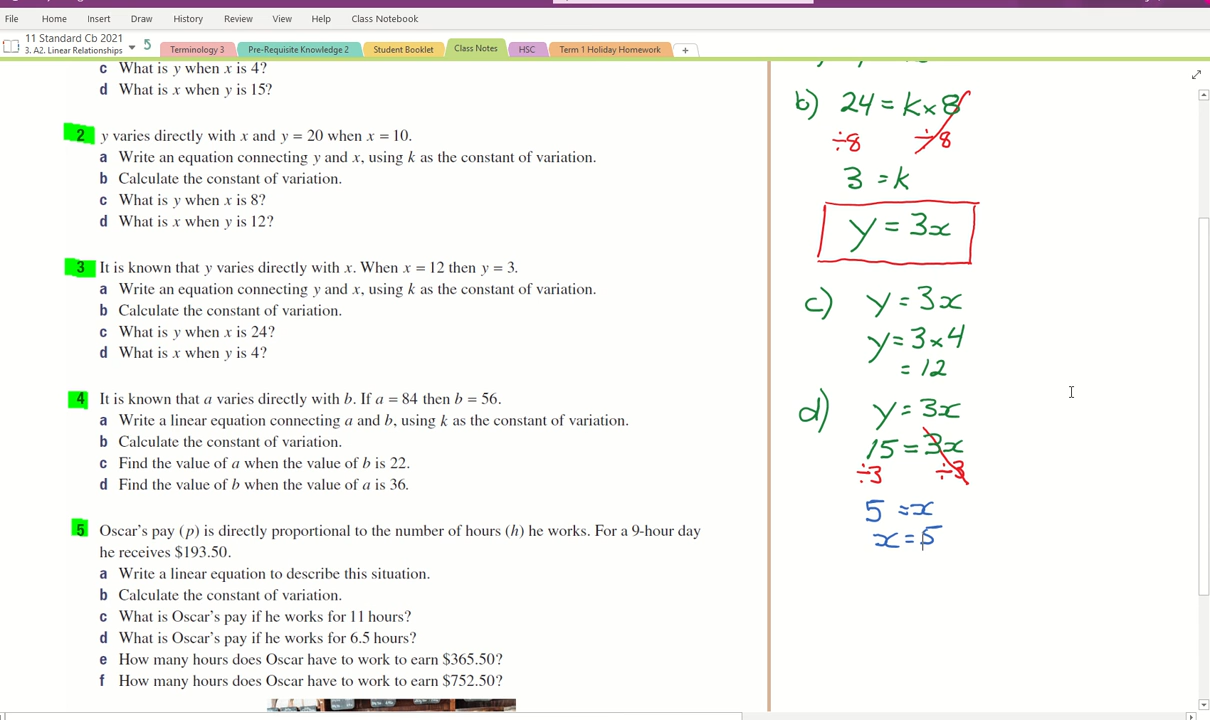 File Home Insert Draw History Review View Help Class Notebook
11 Standard Cb 2021
3. A2. Linear Relationships
5
Terminology 3 Pre-Requisite Knowledge 2 Student Booklet Class Notes HSC Term 1 Holiday Homework +
c What is y when x is 4?
d What is x when y is 15?
2 y varies directly with x and y = 20 when x = 10.
a Write an equation connecting y and x, using k as the constant of variation.
b Calculate the constant of variation.
c What is y when x is 8?
d What is x when y is 12?
3 It is known that y varies directly with x. When x = 12 then y = 3.
a Write an equation connecting y and x, using k as the constant of variation.
b Calculate the constant of variation.
c What is y when x is 24?
d What is x when y is 4?
4 It is known that a varies directly with b. If a = 84 then b = 56.
a Write a linear equation connecting a and b, using k as the constant of variation.
b Calculate the constant of variation.
c Find the value of a when the value of b is 22.
d Find the value of b when the value of a is 36.
5 Oscar's pay (p) is directly proportional to the number of hours (h) he works. For a 9-hour day
he receives $193.50.
a Write a linear equation to describe this situation.
b Calculate the constant of variation.
c What is Oscar's pay if he works for 11 hours?
d What is Oscar's pay if he works for 6.5 hours?
e How many hours does Oscar have to work to earn $365.50?
f How many hours does Oscar have to work to earn $752.50?
b) 24 = k × 8
÷8 ÷8
3 = k
y = 3x
c) y = 3x
y = 3 × 4
= 12
d) y = 3x
15 = 3x
÷3 ÷3
5 = x
x = 5